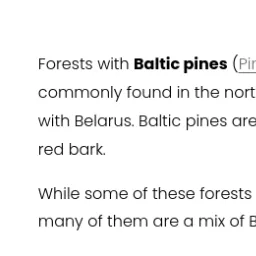 Forests with Baltic pines (Pi
commonly found in the nort
with Belarus. Baltic pines are
red bark.
While some of these forests
many of them are a mix of B